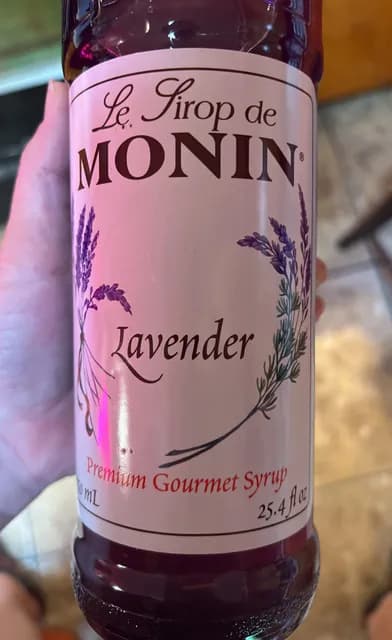 Le Sirop de
MONIN®
Lavender
Premium Gourmet Syrup
mL
25.4 fl oz